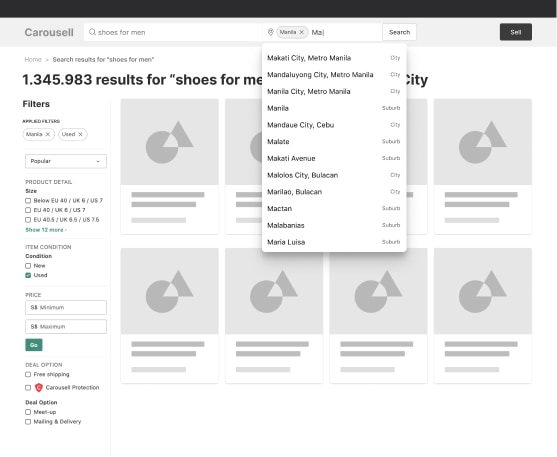 Carousell
shoes for men
Manila ✕ Ma
Search
Sell
Home > Search results for "shoes for men"
1.345.983 results for “shoes for me City
Makati City, Metro Manila City
Mandaluyong City, Metro Manila City
Manila City, Metro Manila City
Manila Suburb
Mandaue City, Cebu City
Malate Suburb
Makati Avenue Suburb
Malolos City, Bulacan City
Marilao, Bulacan City
Mactan Suburb
Malabanias Suburb
Maria Luisa Suburb
Filters
APPLIED FILTERS
Manila ✕ Used ✕
Popular
PRODUCT DETAIL
Size
Below EU 40 / UK 6 / US 7
EU 40 / UK 6 / US 7
EU 40.5 / UK 6.5 / US 7.5
Show 12 more
ITEM CONDITION
Condition
New
Used
PRICE
S$ Minimum
S$ Maximum
Go
DEAL OPTION
Free shipping
Carousell Protection
Deal Option
Meet-up
Mailing & Delivery